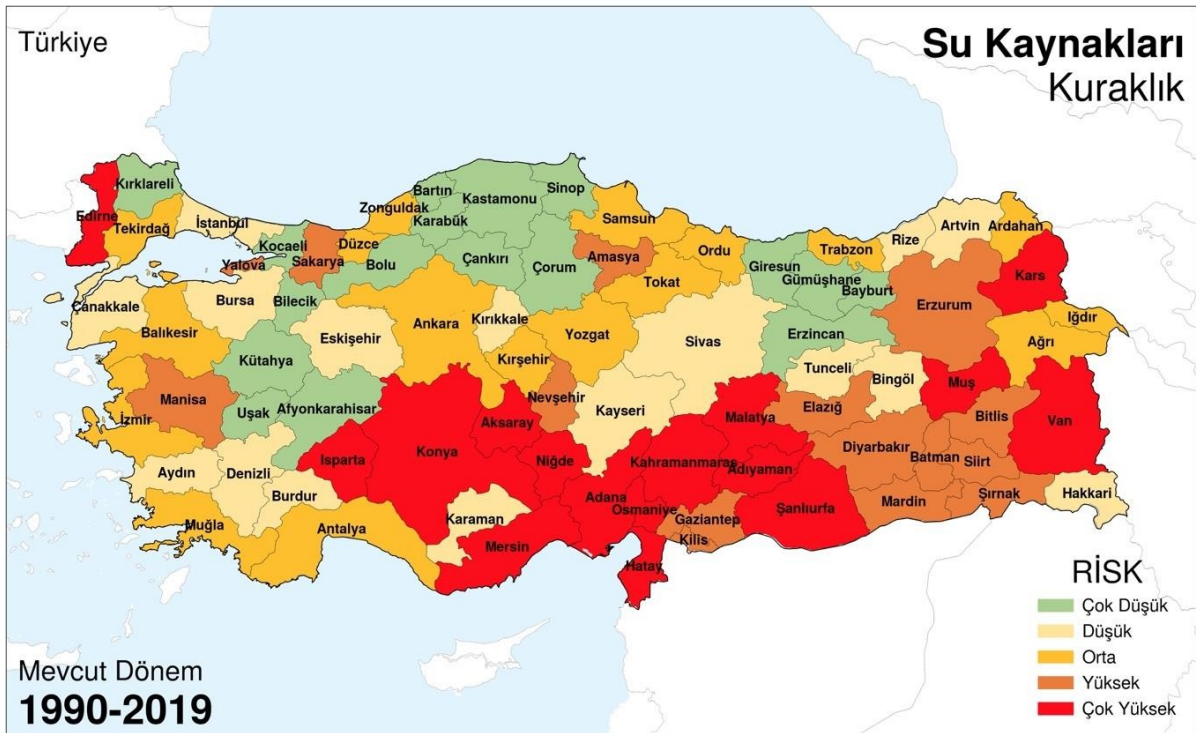 Türkiye
Su Kaynakları
Kuraklık
Kırklareli
Edirne
Tekirdağ
İstanbul
Kocaeli
Yalova
Sakarya
Düzce
Zonguldak
Bartın
Karabük
Kastamonu
Sinop
Bolu
Çankırı
Çorum
Samsun
Amasya
Ordu
Tokat
Giresun
Gümüşhane
Bayburt
Trabzon
Rize
Artvin
Ardahan
Kars
Erzurum
Iğdır
Ağrı
Çanakkale
Bursa
Bilecik
Balıkesir
Eskişehir
Ankara
Kırıkkale
Yozgat
Sivas
Erzincan
Kütahya
Kırşehir
Tunceli
Bingöl
Muş
Van
Manisa
İzmir
Uşak
Afyonkarahisar
Nevşehir
Kayseri
Malatya
Elazığ
Bitlis
Aksaray
Konya
Isparta
Niğde
Kahramanmaraş
Adıyaman
Diyarbakır
Batman
Siirt
Aydın
Denizli
Burdur
Karaman
Adana
Osmaniye
Gaziantep
Kilis
Şanlıurfa
Mardin
Şırnak
Hakkari
Muğla
Antalya
Mersin
Hatay
RİSK
Çok Düşük
Düşük
Orta
Yüksek
Çok Yüksek
Mevcut Dönem
1990-2019